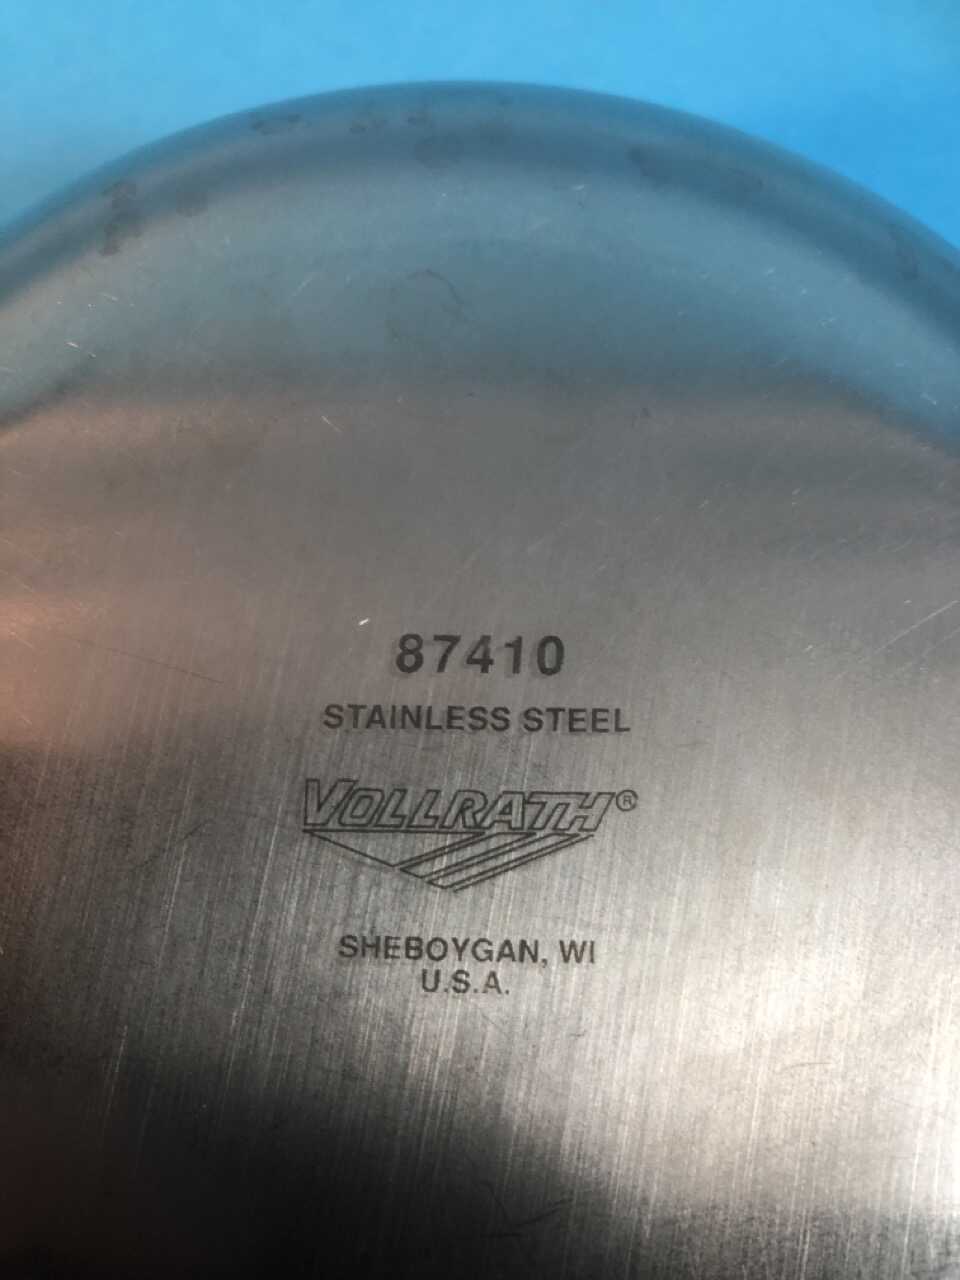 87410
STAINLESS STEEL
VOLLRATH®
SHEBOYGAN, WI
U.S.A.